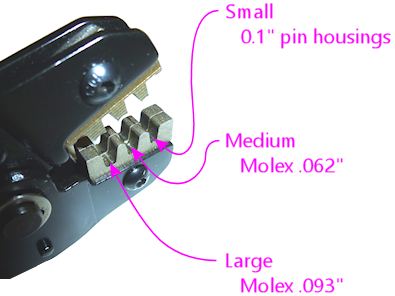 Small
0.1" pin housings
Medium
Molex .062"
Large
Molex .093"